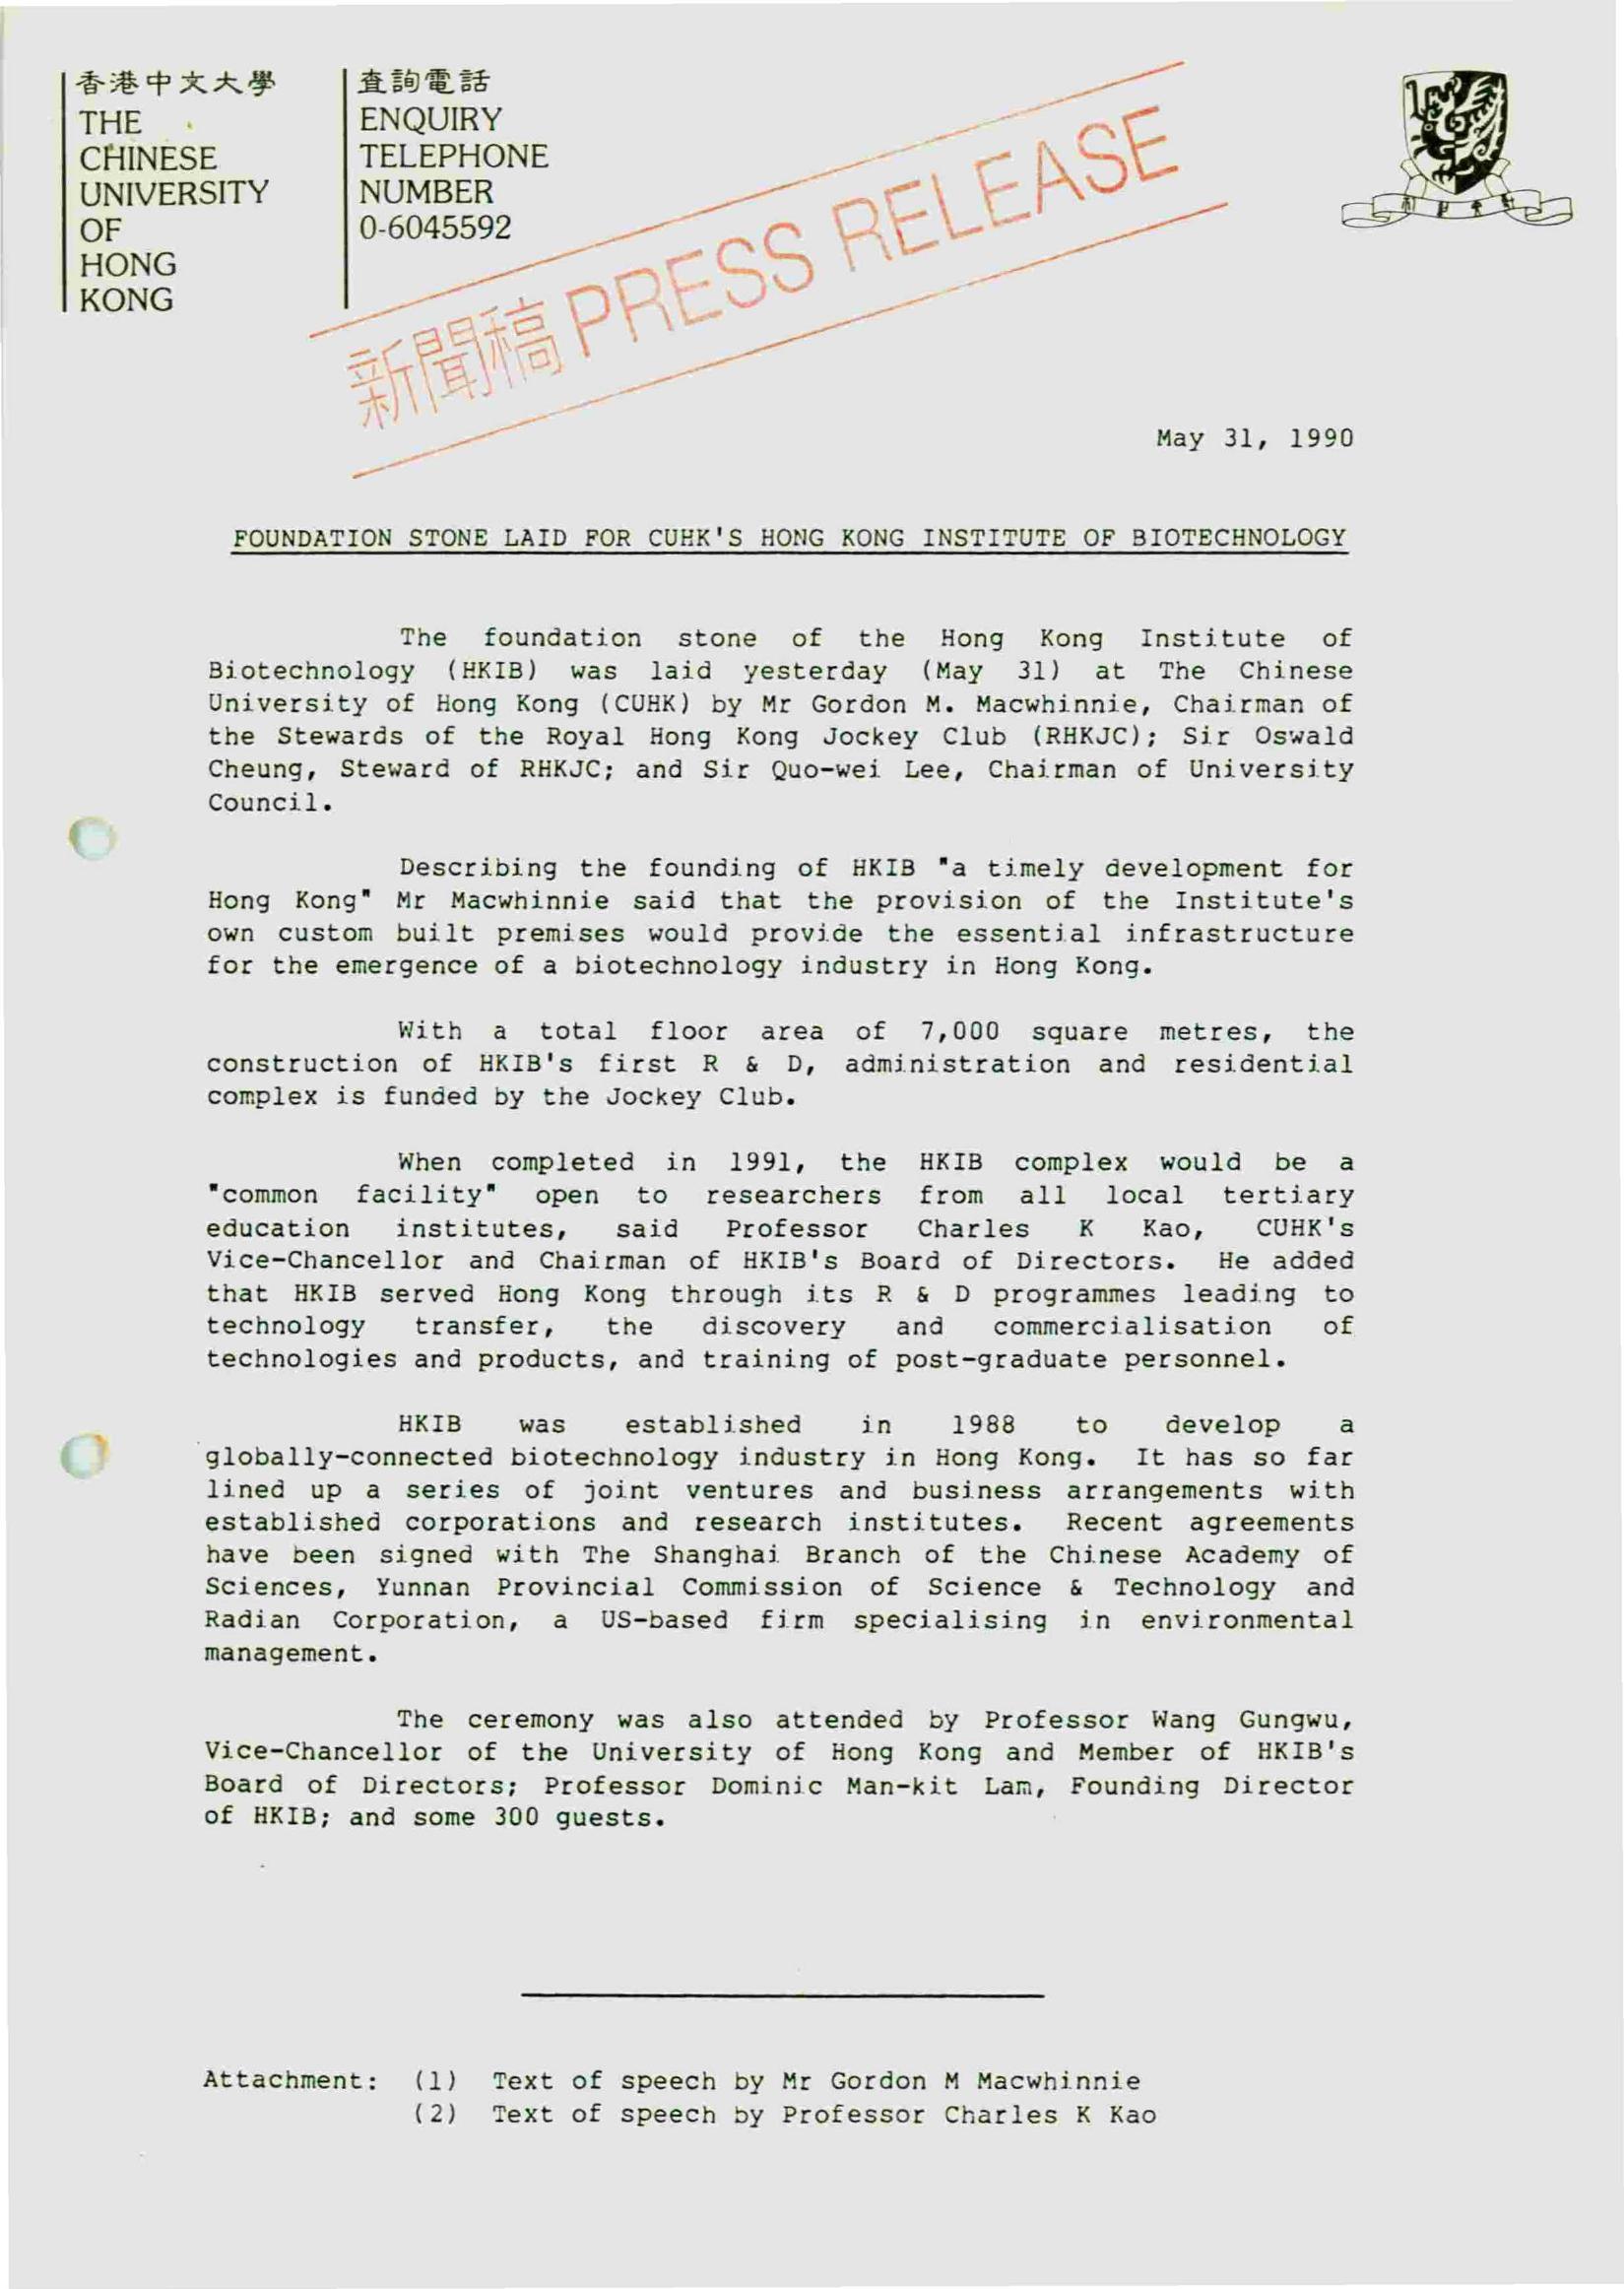 香港中文大學
THE
CHINESE
UNIVERSITY
OF
HONG
KONG
查詢電話
ENQUIRY
TELEPHONE
NUMBER
0-6045592
新聞稿 PRESS RELEASE
May 31, 1990
FOUNDATION STONE LAID FOR CUHK'S HONG KONG INSTITUTE OF BIOTECHNOLOGY
The foundation stone of the Hong Kong Institute of
Biotechnology (HKIB) was laid yesterday (May 31) at The Chinese
University of Hong Kong (CUHK) by Mr Gordon M. Macwhinnie, Chairman of
the Stewards of the Royal Hong Kong Jockey Club (RHKJC); Sir Oswald
Cheung, Steward of RHKJC; and Sir Quo-wei Lee, Chairman of University
Council.
Describing the founding of HKIB "a timely development for
Hong Kong" Mr Macwhinnie said that the provision of the Institute's
own custom built premises would provide the essential infrastructure
for the emergence of a biotechnology industry in Hong Kong.
With a total floor area of 7,000 square metres, the
construction of HKIB's first R & D, administration and residential
complex is funded by the Jockey Club.
When completed in 1991, the HKIB complex would be a
"common facility" open to researchers from all local tertiary
education institutes, said Professor Charles K Kao, CUHK's
Vice-Chancellor and Chairman of HKIB's Board of Directors. He added
that HKIB served Hong Kong through its R & D programmes leading to
technology transfer, the discovery and commercialisation of
technologies and products, and training of post-graduate personnel.
HKIB was established in 1988 to develop a
globally-connected biotechnology industry in Hong Kong. It has so far
lined up a series of joint ventures and business arrangements with
established corporations and research institutes. Recent agreements
have been signed with The Shanghai Branch of the Chinese Academy of
Sciences, Yunnan Provincial Commission of Science & Technology and
Radian Corporation, a US-based firm specialising in environmental
management.
The ceremony was also attended by Professor Wang Gungwu,
Vice-Chancellor of the University of Hong Kong and Member of HKIB's
Board of Directors; Professor Dominic Man-kit Lam, Founding Director
of HKIB; and some 300 guests.
Attachment: (1) Text of speech by Mr Gordon M Macwhinnie
(2) Text of speech by Professor Charles K Kao